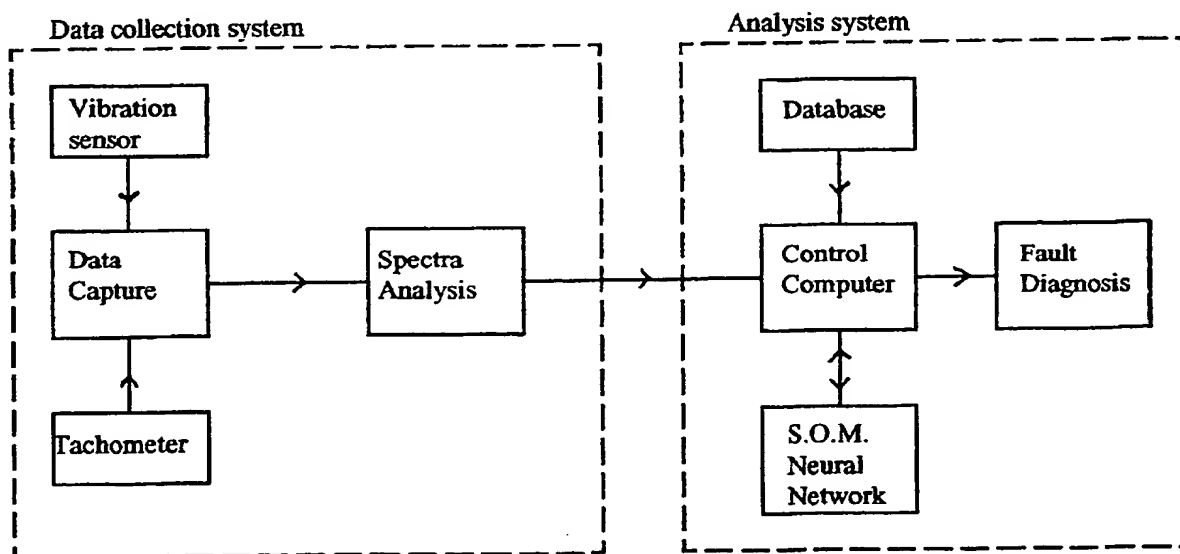 Data collection system
Analysis system
Vibration
sensor
Database
Data
Capture
Spectra
Analysis
Control
Computer
Fault
Diagnosis
Tachometer
S.O.M.
Neural
Network